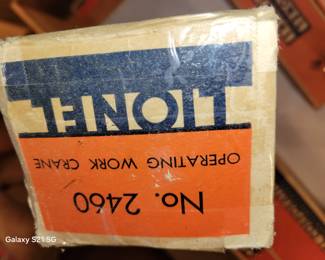 LIONEL
OPERATING WORK CRANE
No. 2460
Galaxy S21 5G